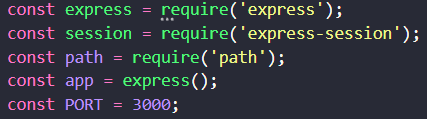 const express = require('express');
const session = require('express-session');
const path = require('path');
const app = express();
const PORT = 3000;